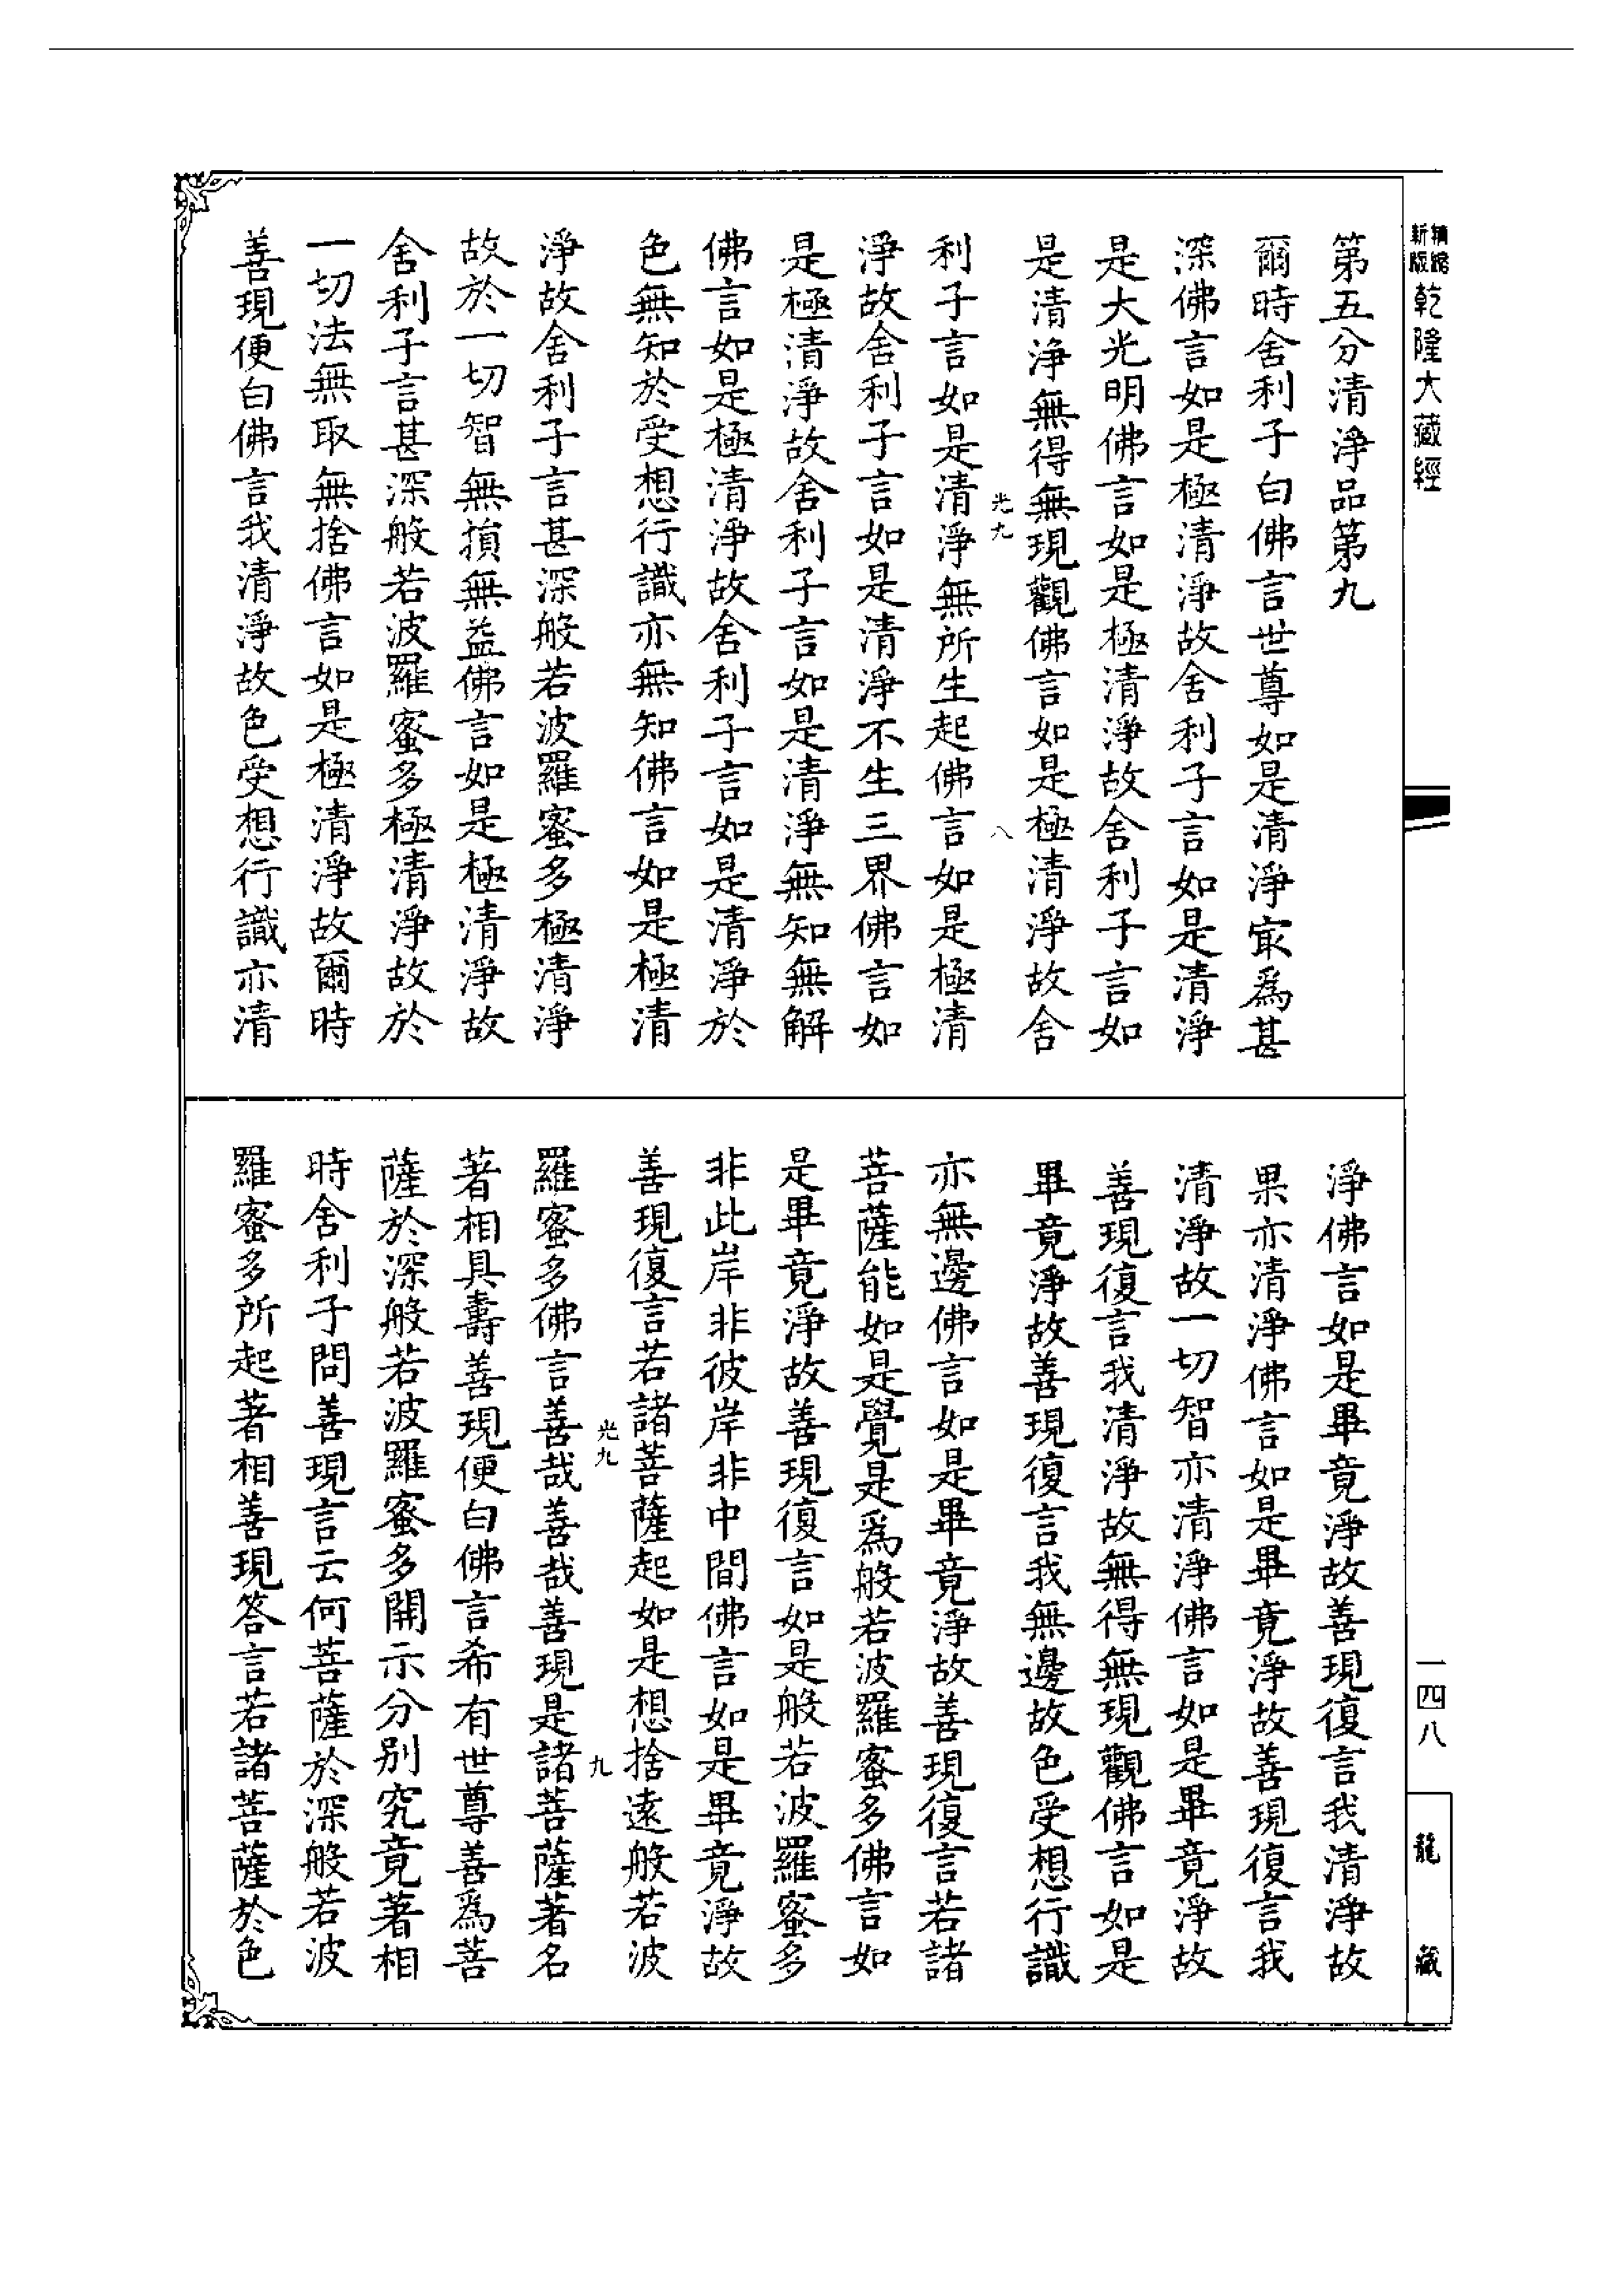 新版
精縮
乾隆大藏經
第五分清淨品第九
爾時舍利子白佛言世尊如是清淨㝡為甚
深佛言如是極清淨故舍利子言如是清淨
是大光明佛言如是極清淨故舍利子言如
是清淨無得無現觀佛言如是極清淨故舍
光九 八
利子言如是清淨無所生起佛言如是極清
淨故舍利子言如是清淨不生三界佛言如
是極清淨故舍利子言如是清淨無知無解
佛言如是極清淨故舍利子言如是清淨於
色無知於受想行識亦無知佛言如是極清
淨故舍利子言甚深般若波羅蜜多極清淨
故於一切智無損無益佛言如是極清淨故
舍利子言甚深般若波羅蜜多極清淨故於
一切法無取無捨佛言如是極清淨故爾時
善現便白佛言我清淨故色受想行識亦清
淨佛言如是畢竟淨故善現復言我清淨故
果亦清淨佛言如是畢竟淨故善現復言我
清淨故一切智亦清淨佛言如是畢竟淨故
善現復言我清淨故無得無現觀佛言如是
畢竟淨故善現復言我無邊故色受想行識
亦無邊佛言如是畢竟淨故善現復言若諸
菩薩能如是覺是為般若波羅蜜多佛言如
是畢竟淨故善現復言如是般若波羅蜜多
非此岸非彼岸非中間佛言如是畢竟淨故
善現復言若諸菩薩起如是想捨遠般若波
光九 九
羅蜜多佛言善哉善哉善現是諸菩薩著名
著相具壽善現便白佛言希有世尊善為菩
薩於深般若波羅蜜多開示分別究竟著相
時舍利子問善現言云何菩薩於深般若波
羅蜜多所起著相善現答言若諸菩薩於色
一四八
龍藏